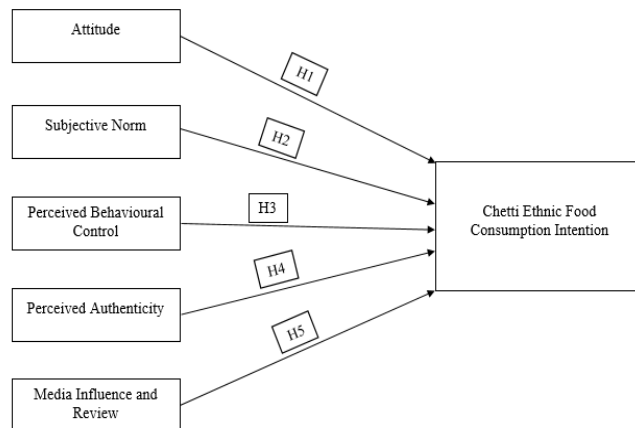 Attitude
H1
Subjective Norm
H2
Perceived Behavioural
Control
H3
Chetti Ethnic Food
Consumption Intention
Perceived Authenticity
H4
Media Influence and
Review
H5